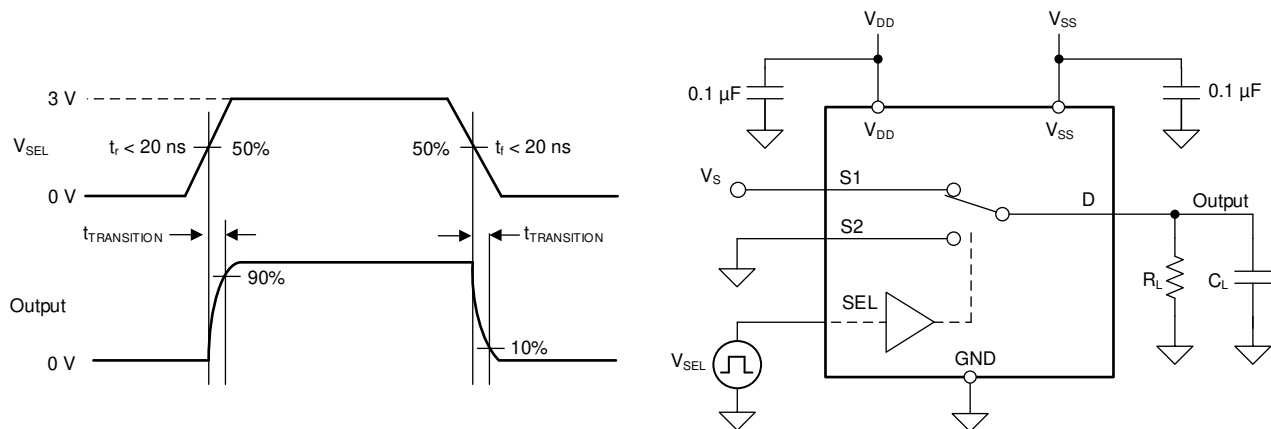 3 V
V_SEL
t_r < 20 ns
50%
50%
t_f < 20 ns
0 V
t_TRANSITION
t_TRANSITION
90%
Output
10%
0 V
V_DD
V_SS
0.1 µF
0.1 µF
V_DD
V_SS
V_S
S1
D
Output
S2
R_L
C_L
SEL
V_SEL
GND